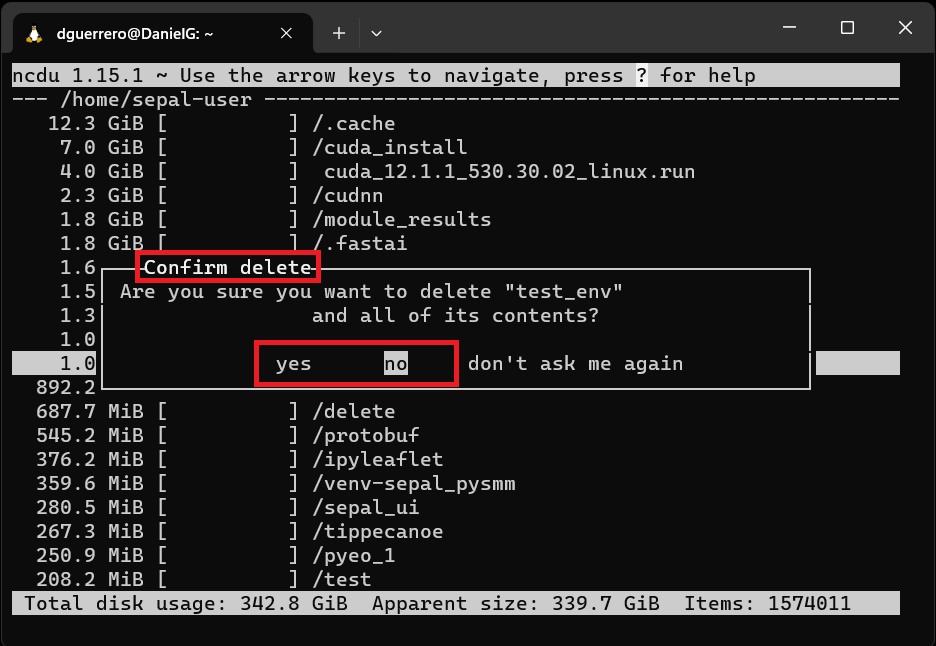 dguerrero@DanielG: ~
ncdu 1.15.1 ~ Use the arrow keys to navigate, press ? for help
--- /home/sepal-user -----------------------------------------------------
12.3 GiB [ ] /.cache
7.0 GiB [ ] /cuda_install
4.0 GiB [ ] cuda_12.1.1_530.30.02_linux.run
2.3 GiB [ ] /cudnn
1.8 GiB [ ] /module_results
1.8 GiB [ ] /.fastai
1.6 Confirm delete
1.5 Are you sure you want to delete "test_env"
1.3 and all of its contents?
1.0
1.0 yes no don't ask me again
892.2
687.7 MiB [ ] /delete
545.2 MiB [ ] /protobuf
376.2 MiB [ ] /ipyleaflet
359.6 MiB [ ] /venv-sepal_pysmm
280.5 MiB [ ] /sepal_ui
267.3 MiB [ ] /tippecanoe
250.9 MiB [ ] /pyeo_1
208.2 MiB [ ] /test
Total disk usage: 342.8 GiB Apparent size: 339.7 GiB Items: 1574011